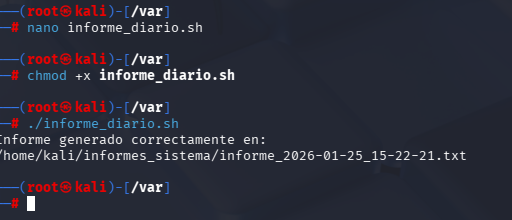 ──(root㉿kali)-[/var]
─# nano informe_diario.sh
──(root㉿kali)-[/var]
─# chmod +x informe_diario.sh
──(root㉿kali)-[/var]
─# ./informe_diario.sh
Informe generado correctamente en:
/home/kali/informes_sistema/informe_2026-01-25_15-22-21.txt
──(root㉿kali)-[/var]
─#